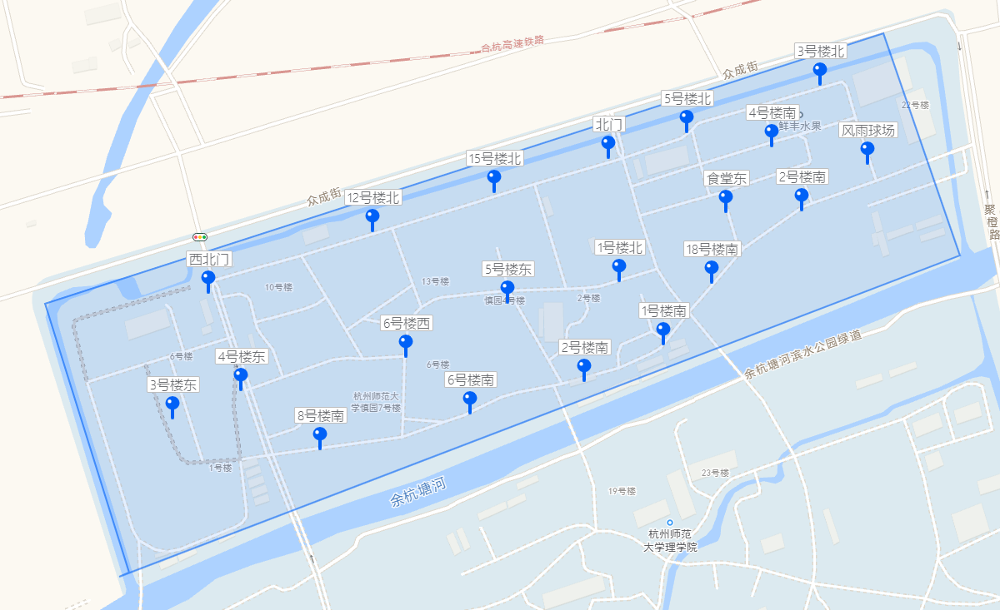 合杭高速铁路
3号楼北
众成街
5号楼北
22号楼
4号楼南
鲜丰水果
北门
风雨球场
15号楼北
食堂东
2号楼南
众成街
12号楼北
聚橙路
西北门
1号楼北
18号楼南
5号楼东
13号楼
10号楼
慎园4号楼
2号楼
1号楼南
6号楼西
余杭塘河滨水公园绿道
2号楼南
6号楼
4号楼东
6号楼
6号楼南
3号楼东
杭州师范大
学慎园7号楼
8号楼南
1号楼
余杭塘河
23号楼
19号楼
杭州师范
大学理学院